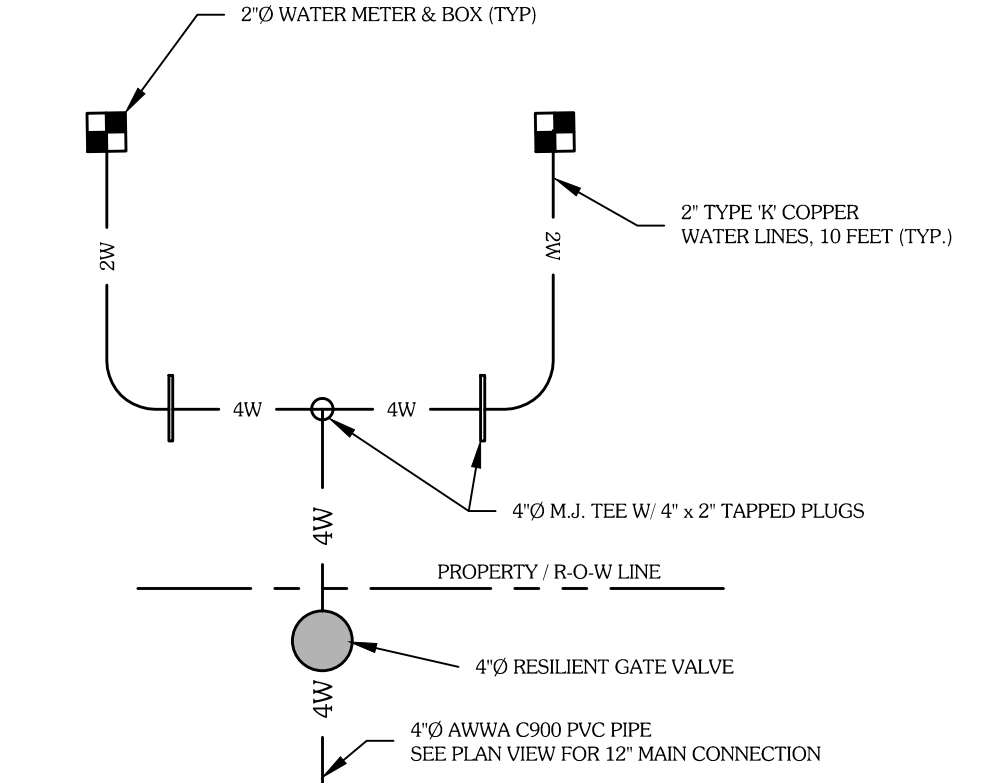 2"Ø WATER METER & BOX (TYP)
2" TYPE 'K' COPPER
WATER LINES, 10 FEET (TYP.)
2W
2W
4W
4W
4"Ø M.J. TEE W/ 4" x 2" TAPPED PLUGS
4W
PROPERTY / R-O-W LINE
4"Ø RESILIENT GATE VALVE
4W
4"Ø AWWA C900 PVC PIPE
SEE PLAN VIEW FOR 12" MAIN CONNECTION